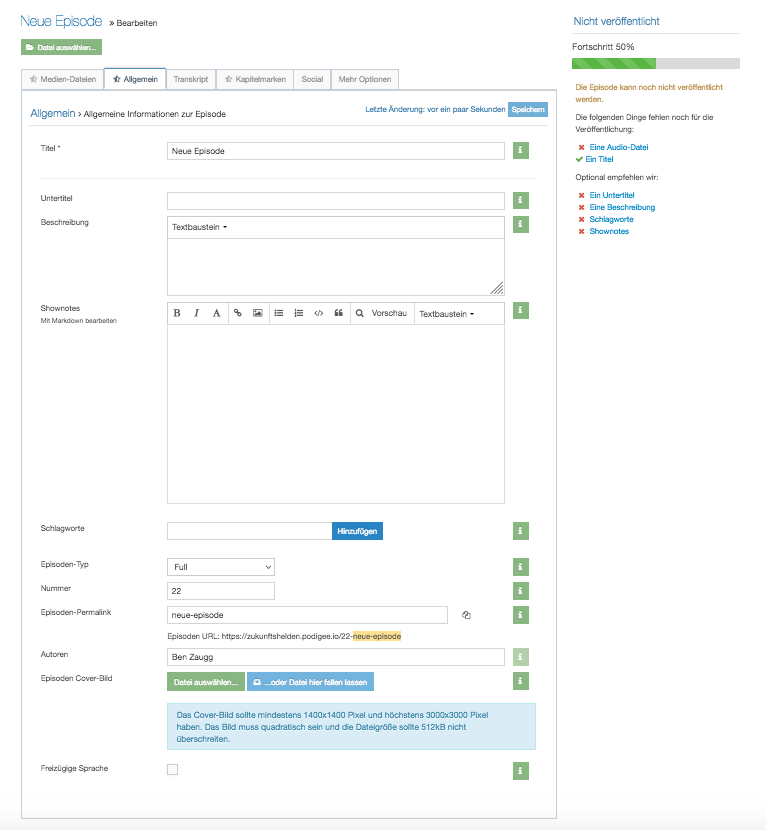 Neue Episode » Bearbeiten
Datei auswählen...
Medien-Dateien
Allgemein
Transkript
Kapitelmarken
Social
Mehr Optionen
Allgemein › Allgemeine Informationen zur Episode
Letzte Änderung: vor ein paar Sekunden
Speichern
Titel *
Neue Episode
Untertitel
Beschreibung
Textbaustein
Shownotes
Mit Markdown bearbeiten
B I A Vorschau Textbaustein
Schlagworte
Hinzufügen
Episoden-Typ
Full
Nummer
22
Episoden-Permalink
neue-episode
Episoden URL: https://zukunftshelden.podigee.io/22-neue-episode
Autoren
Ben Zaugg
Episoden Cover-Bild
Datei auswählen...
...oder Datei hier fallen lassen
Das Cover-Bild sollte mindestens 1400x1400 Pixel und höchstens 3000x3000 Pixel
haben. Das Bild muss quadratisch sein und die Dateigröße sollte 512kB nicht
überschreiten.
Freizügige Sprache
Nicht veröffentlicht
Fortschritt 50%
Die Episode kann noch nicht veröffentlicht
werden.
Die folgenden Dinge fehlen noch für die
Veröffentlichung:
Eine Audio-Datei
Ein Titel
Optional empfehlen wir:
Ein Untertitel
Eine Beschreibung
Schlagworte
Shownotes